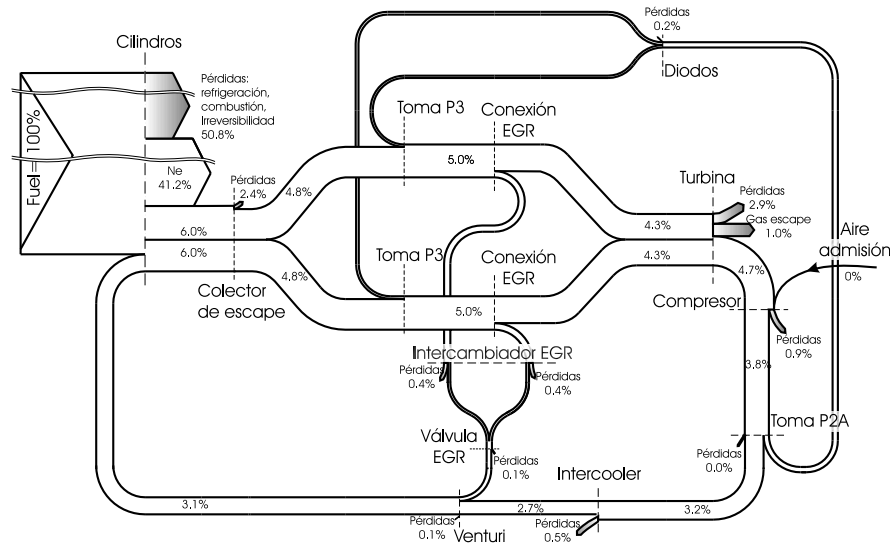 Pérdidas
0.2%
Diodos
Cilindros
Fuel= 100%
Pérdidas:
refrigeración,
combustión,
Irreversibilidad
50.8%
Ne
41.2%
Pérdidas
2.4%
4.8%
6.0%
6.0%
4.8%
Colector
de escape
Toma P3
Conexión
EGR
5.0%
Toma P3
Conexión
EGR
5.0%
4.3%
4.3%
Turbina
Pérdidas
2.9%
Gas escape
1.0%
Aire
admisión
0%
4.7%
Compresor
Pérdidas
0.9%
3.8%
Intercambiador EGR
Pérdidas
0.4%
Pérdidas
0.4%
Válvula
EGR
Pérdidas
0.1%
Toma P2A
Pérdidas
0.0%
Intercooler
3.1%
2.7%
3.2%
Pérdidas
0.1%
Venturi
Pérdidas
0.5%